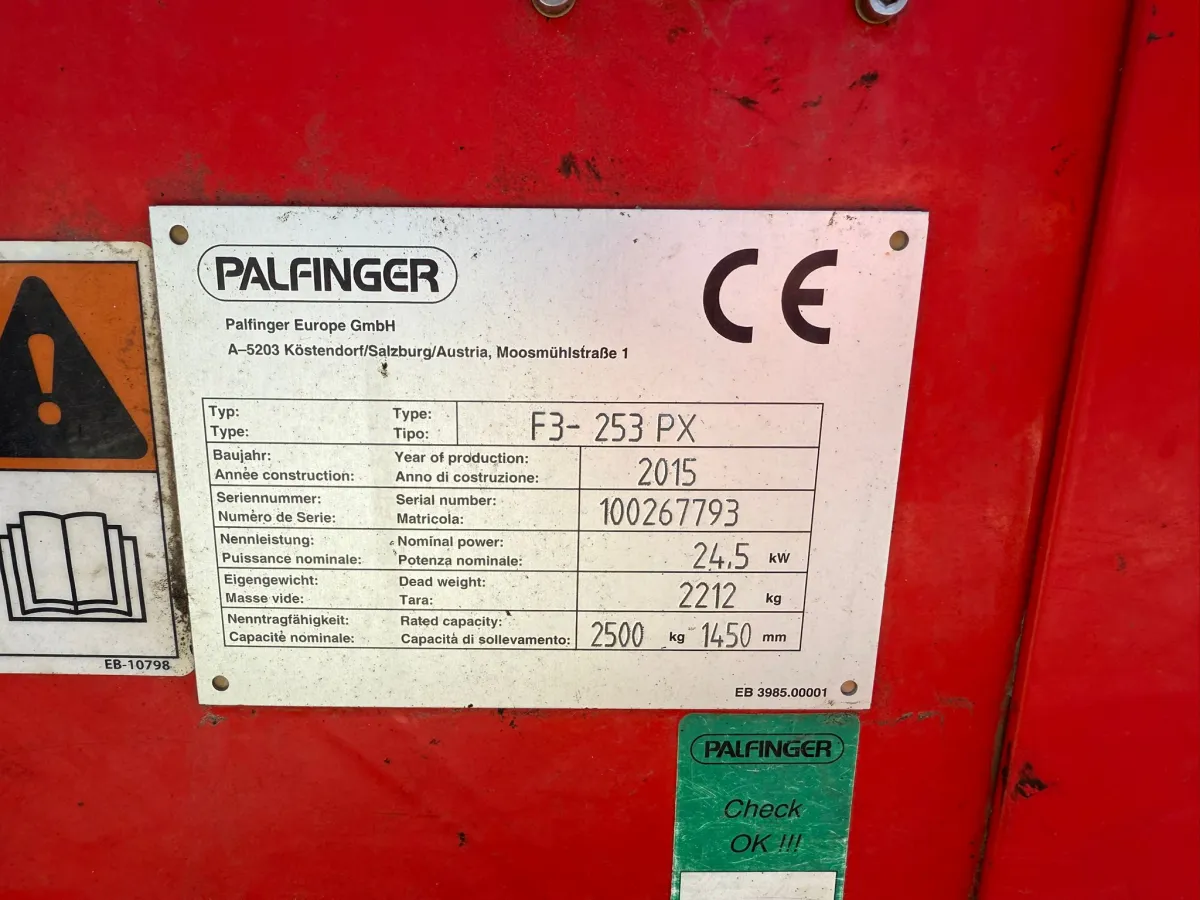 PALFINGER
CE
Palfinger Europe GmbH
A–5203 Köstendorf/Salzburg/Austria, Moosmühlstraße 1
Typ: Type: F3- 253 PX
Type: Tipo:
Baujahr: Year of production: 2015
Année construction: Anno di costruzione:
Seriennummer: Serial number: 100267793
Numéro de Serie: Matricola:
Nennleistung: Nominal power: 24.5 kW
Puissance nominale: Potenza nominale:
Eigengewicht: Dead weight: 2212 kg
Masse vide: Tara:
Nenntragfähigkeit: Rated capacity: 2500 kg 1450 mm
Capacité nominale: Capacità di sollevamento:
EB 3985.00001
EB-10798
PALFINGER
Check
OK !!!